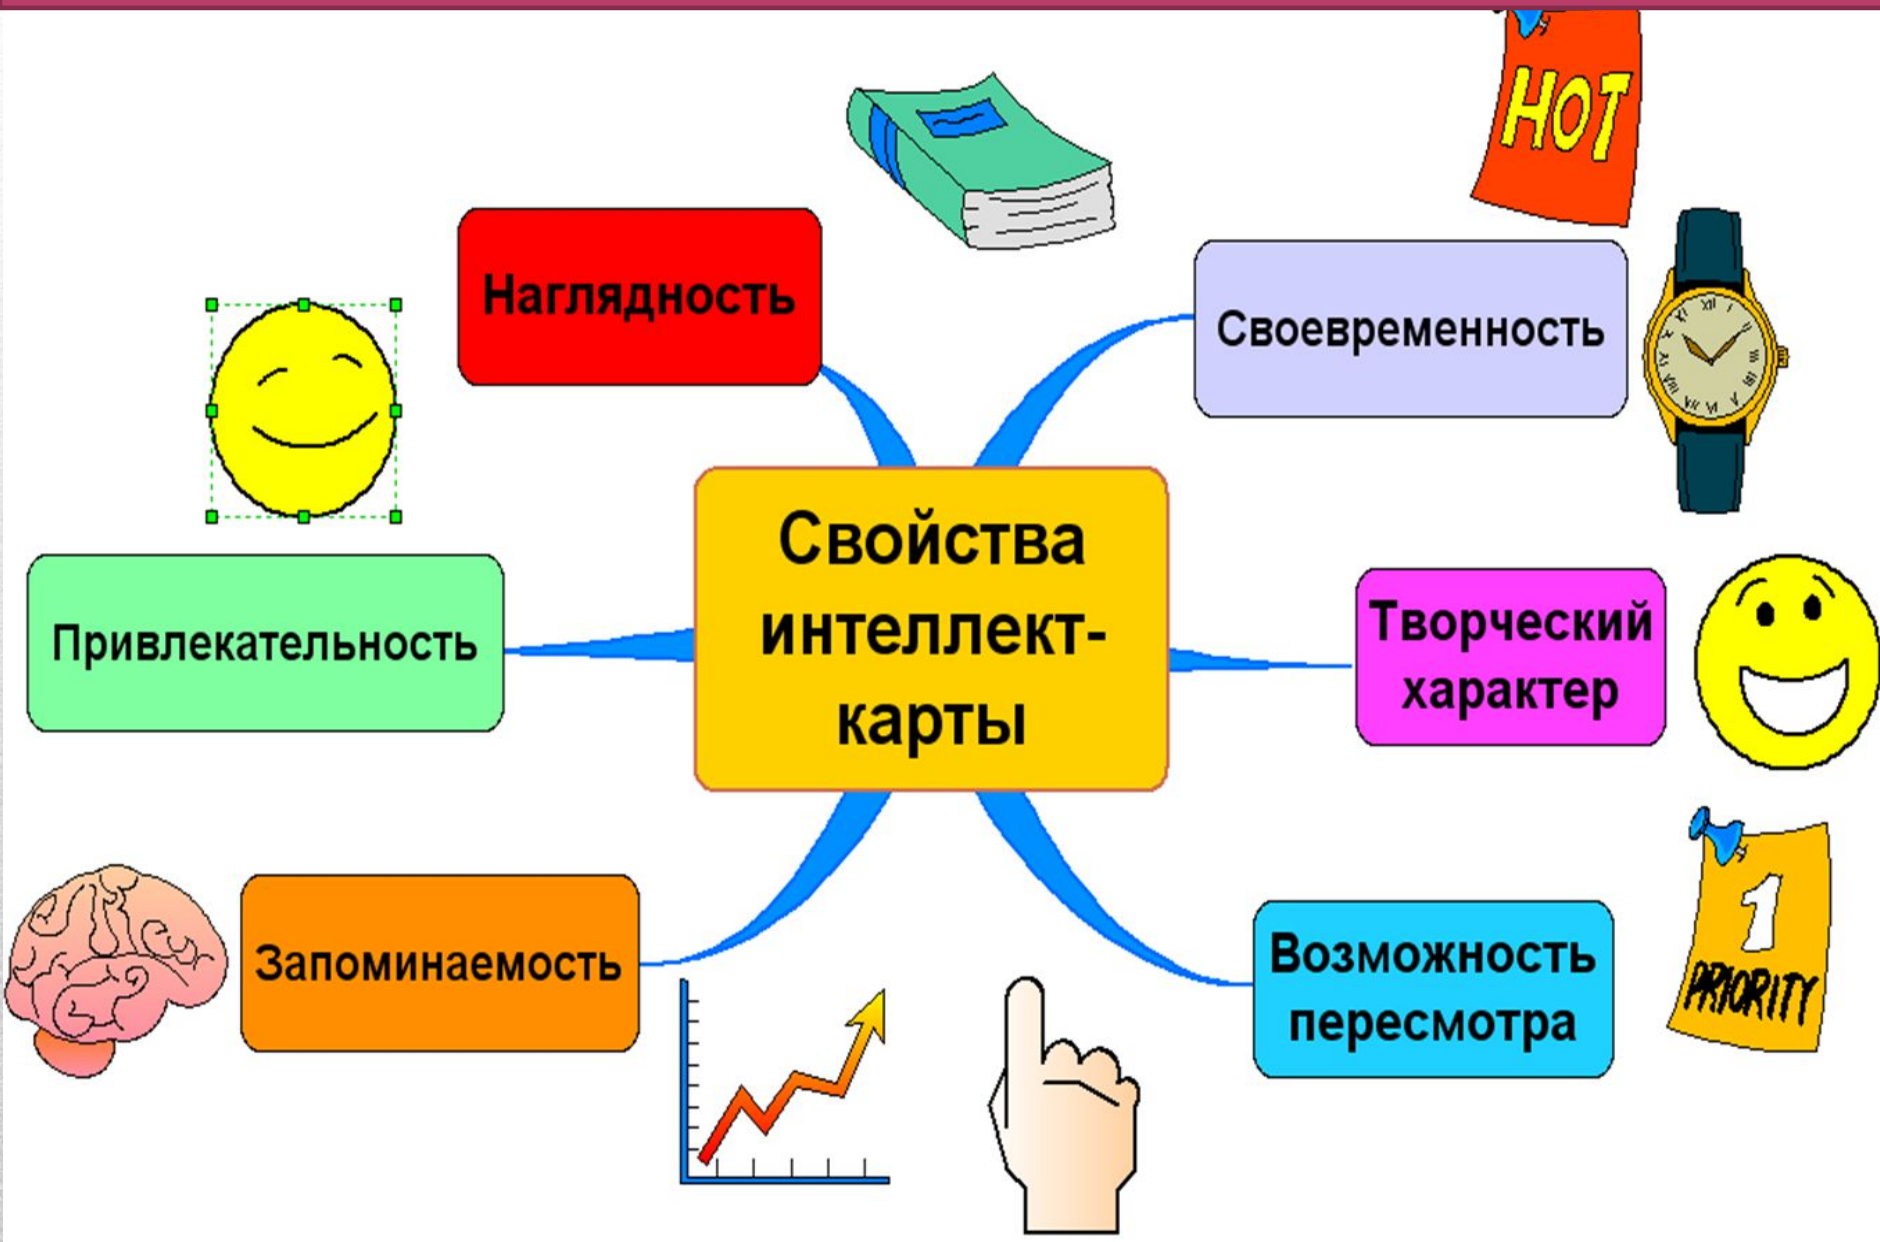 HOT
Наглядность
Своевременность
Свойства
интеллект-
карты
Привлекательность
Творческий
характер
Запоминаемость
Возможность
пересмотра
1
PRIORITY